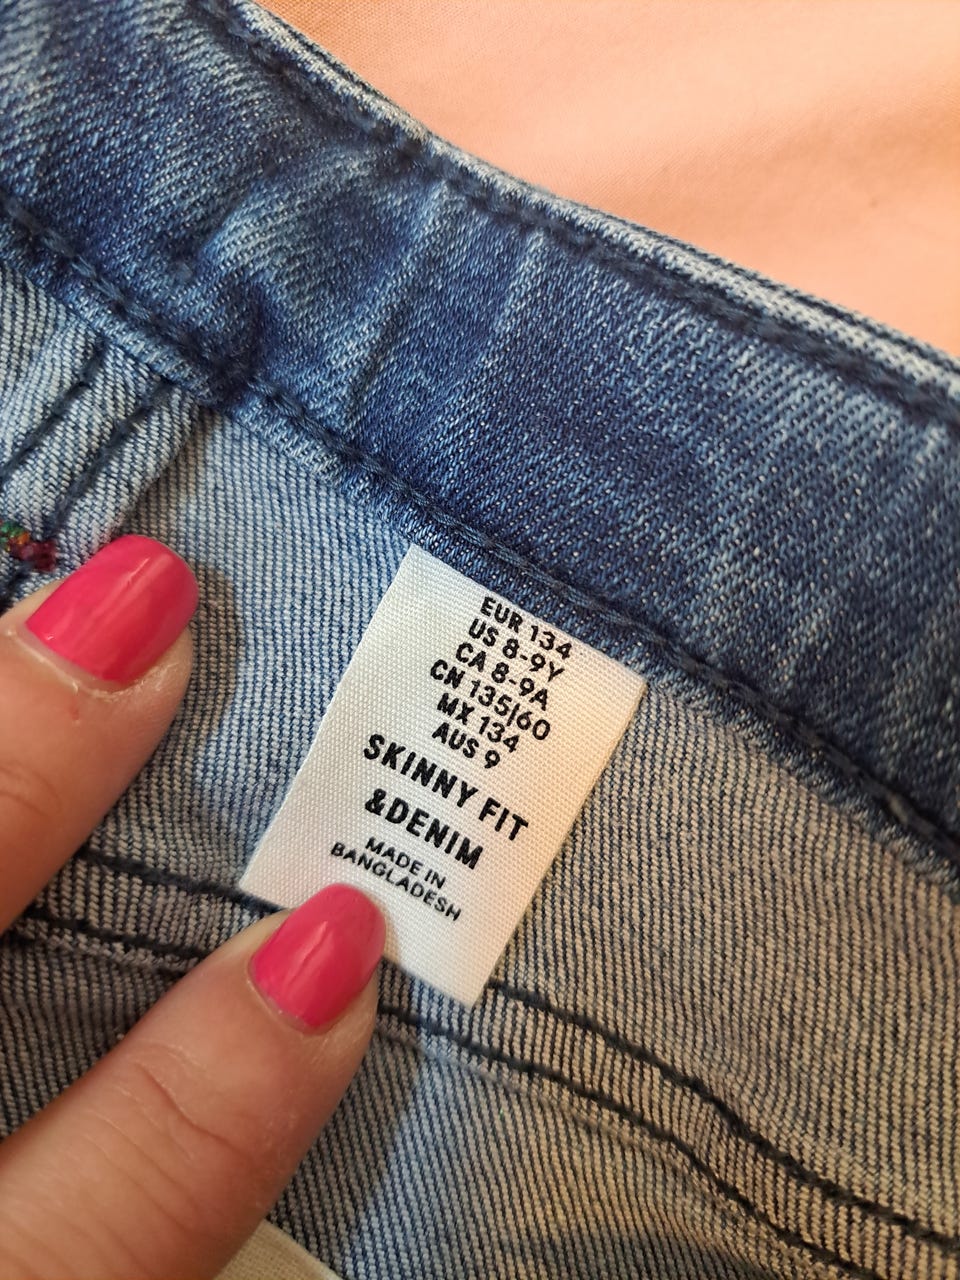 EUR 134
US 8-9Y
CA 8-9A
CN 135|60
MX 134
AUS 9
SKINNY FIT
&DENIM
MADE IN
BANGLADESH